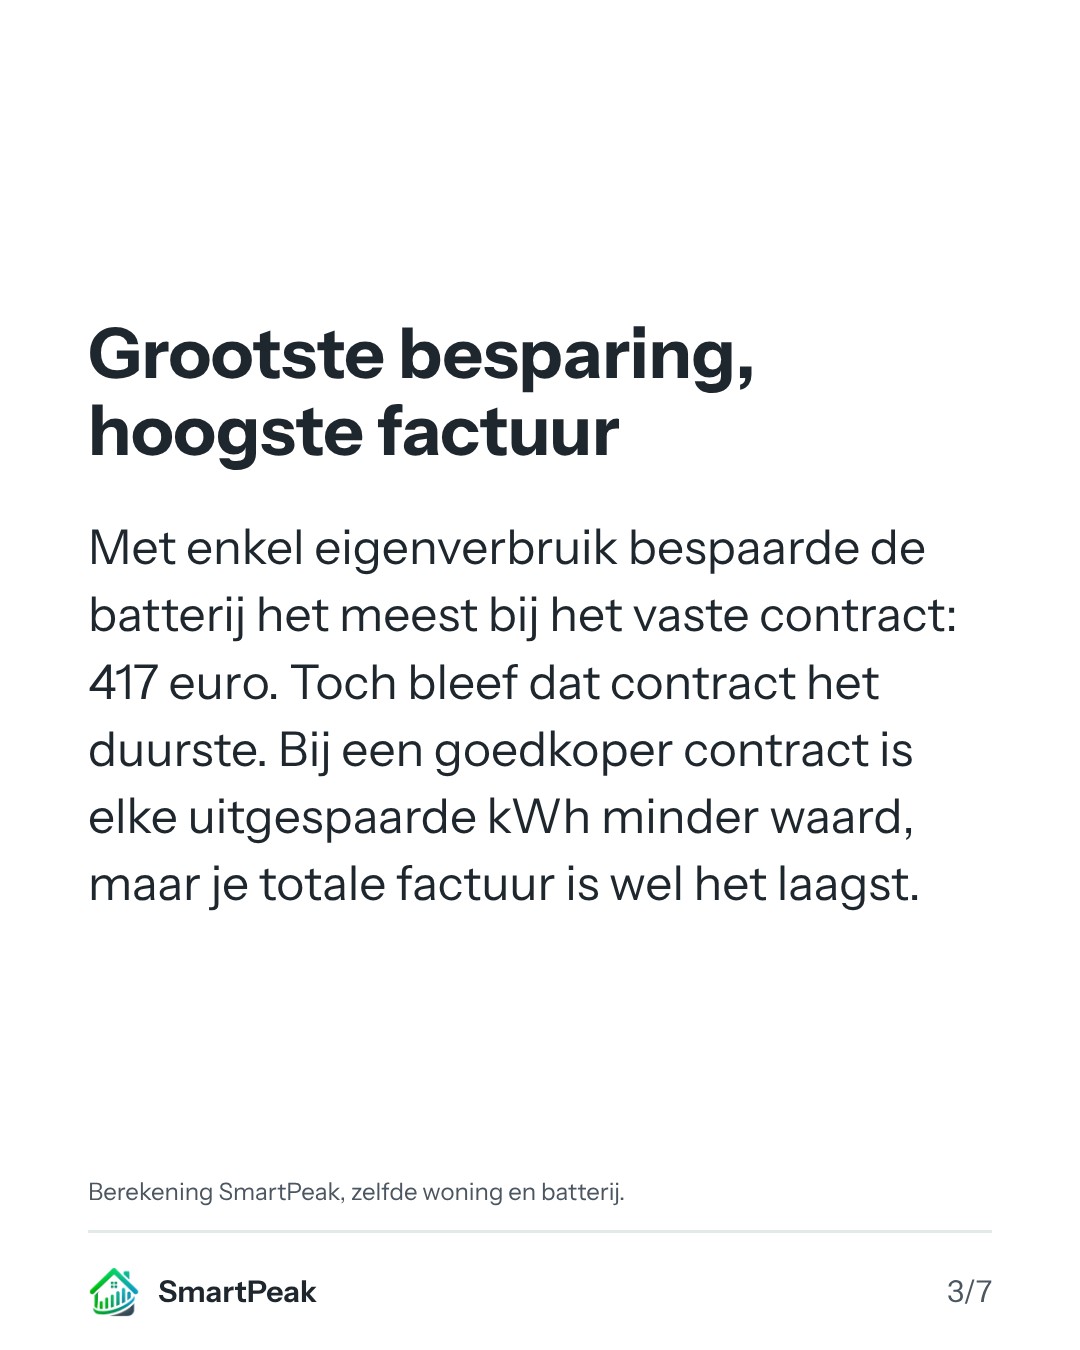 Grootste besparing,
hoogste factuur
Met enkel eigenverbruik bespaarde de
batterij het meest bij het vaste contract:
417 euro. Toch bleef dat contract het
duurste. Bij een goedkoper contract is
elke uitgespaarde kWh minder waard,
maar je totale factuur is wel het laagst.
Berekening SmartPeak, zelfde woning en batterij.
SmartPeak
3/7